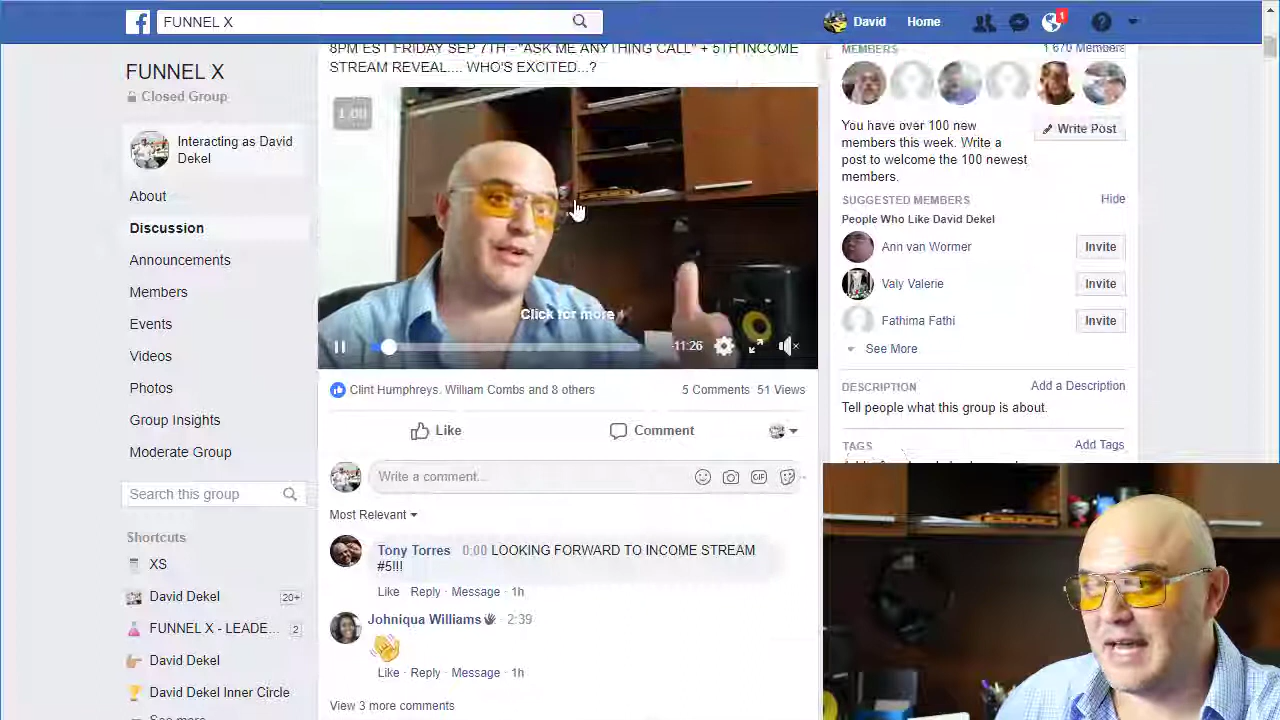 FUNNEL X
David
Home
1
FUNNEL X
Closed Group
Interacting as David
Dekel
About
Discussion
Announcements
Members
Events
Videos
Photos
Group Insights
Moderate Group
Search this group
Shortcuts
XS
David Dekel
20+
FUNNEL X - LEADE...
2
David Dekel
David Dekel Inner Circle
8PM EST FRIDAY SEP 7TH - "ASK ME ANYTHING CALL" + 5TH INCOME
STREAM REVEAL.... WHO'S EXCITED...?
1.00
Click for more
-11:26
Clint Humphreys. William Combs and 8 others
5 Comments 51 Views
Like
Comment
Write a comment...
GIF
Most Relevant
Tony Torres 0:00 LOOKING FORWARD TO INCOME STREAM
#5!!!
Like · Reply · Message · 1h
Johniqua Williams · 2:39
Like · Reply · Message · 1h
View 3 more comments
MEMBERS
1 670 Members
You have over 100 new
members this week. Write a
post to welcome the 100 newest
members.
Write Post
SUGGESTED MEMBERS
Hide
People Who Like David Dekel
Ann van Wormer
Invite
Valy Valerie
Invite
Fathima Fathi
Invite
See More
DESCRIPTION
Add a Description
Tell people what this group is about.
TAGS
Add Tags